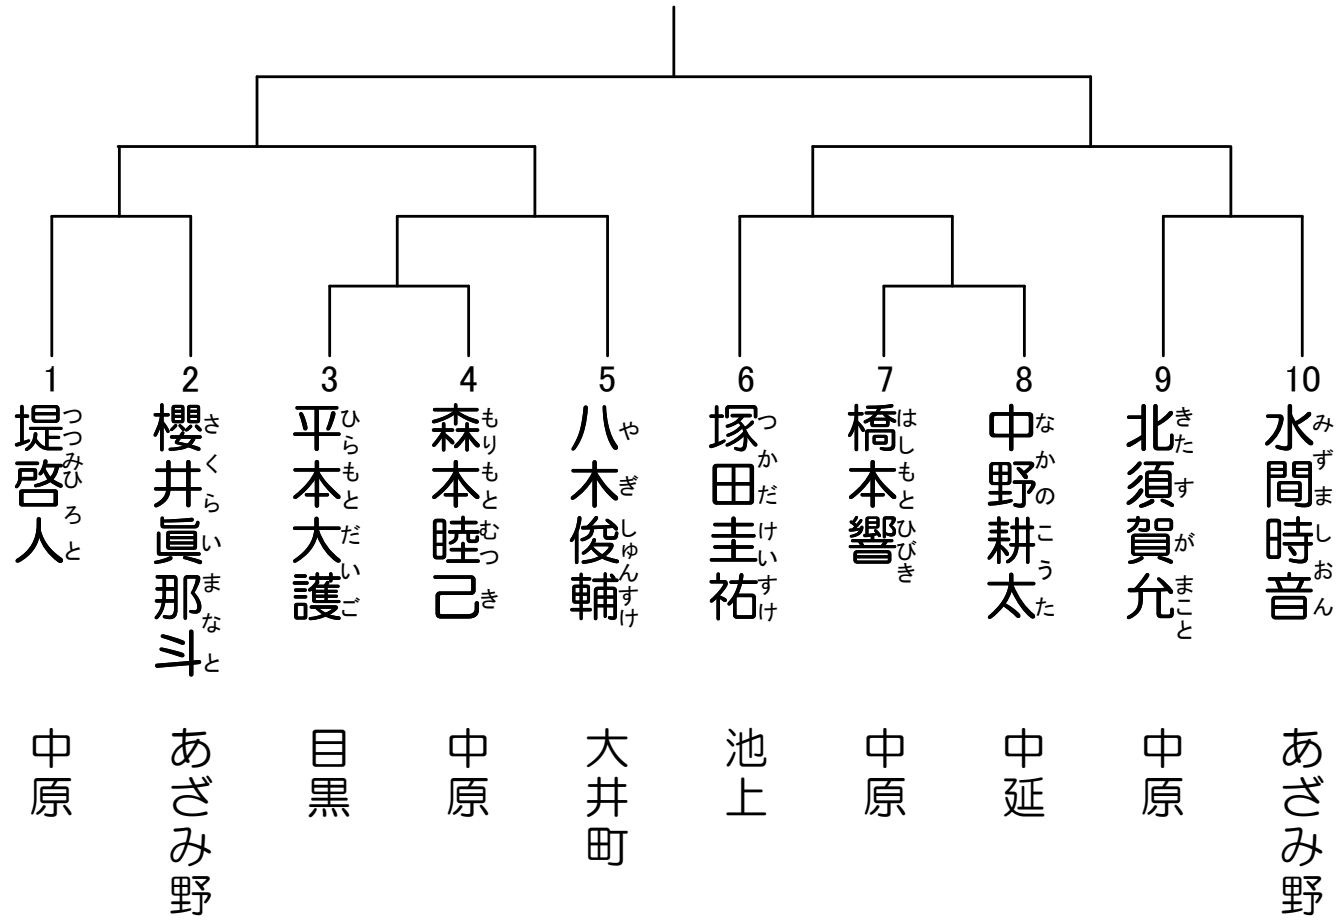 1
堤啓人
つつみひろと
中原
2
櫻井眞那斗
さくらいまなと
あざみ野
3
平本大護
ひらもとだいご
目黒
4
森本睦己
もりもとむつき
中原
5
八木俊輔
やぎしゅんすけ
大井町
6
塚田圭祐
つかだけいすけ
池上
7
橋本響
はしもとひびき
中原
8
中野耕太
なかのこうた
中延
9
北須賀允
きたすがまこと
中原
10
水間時音
みずましおん
あざみ野